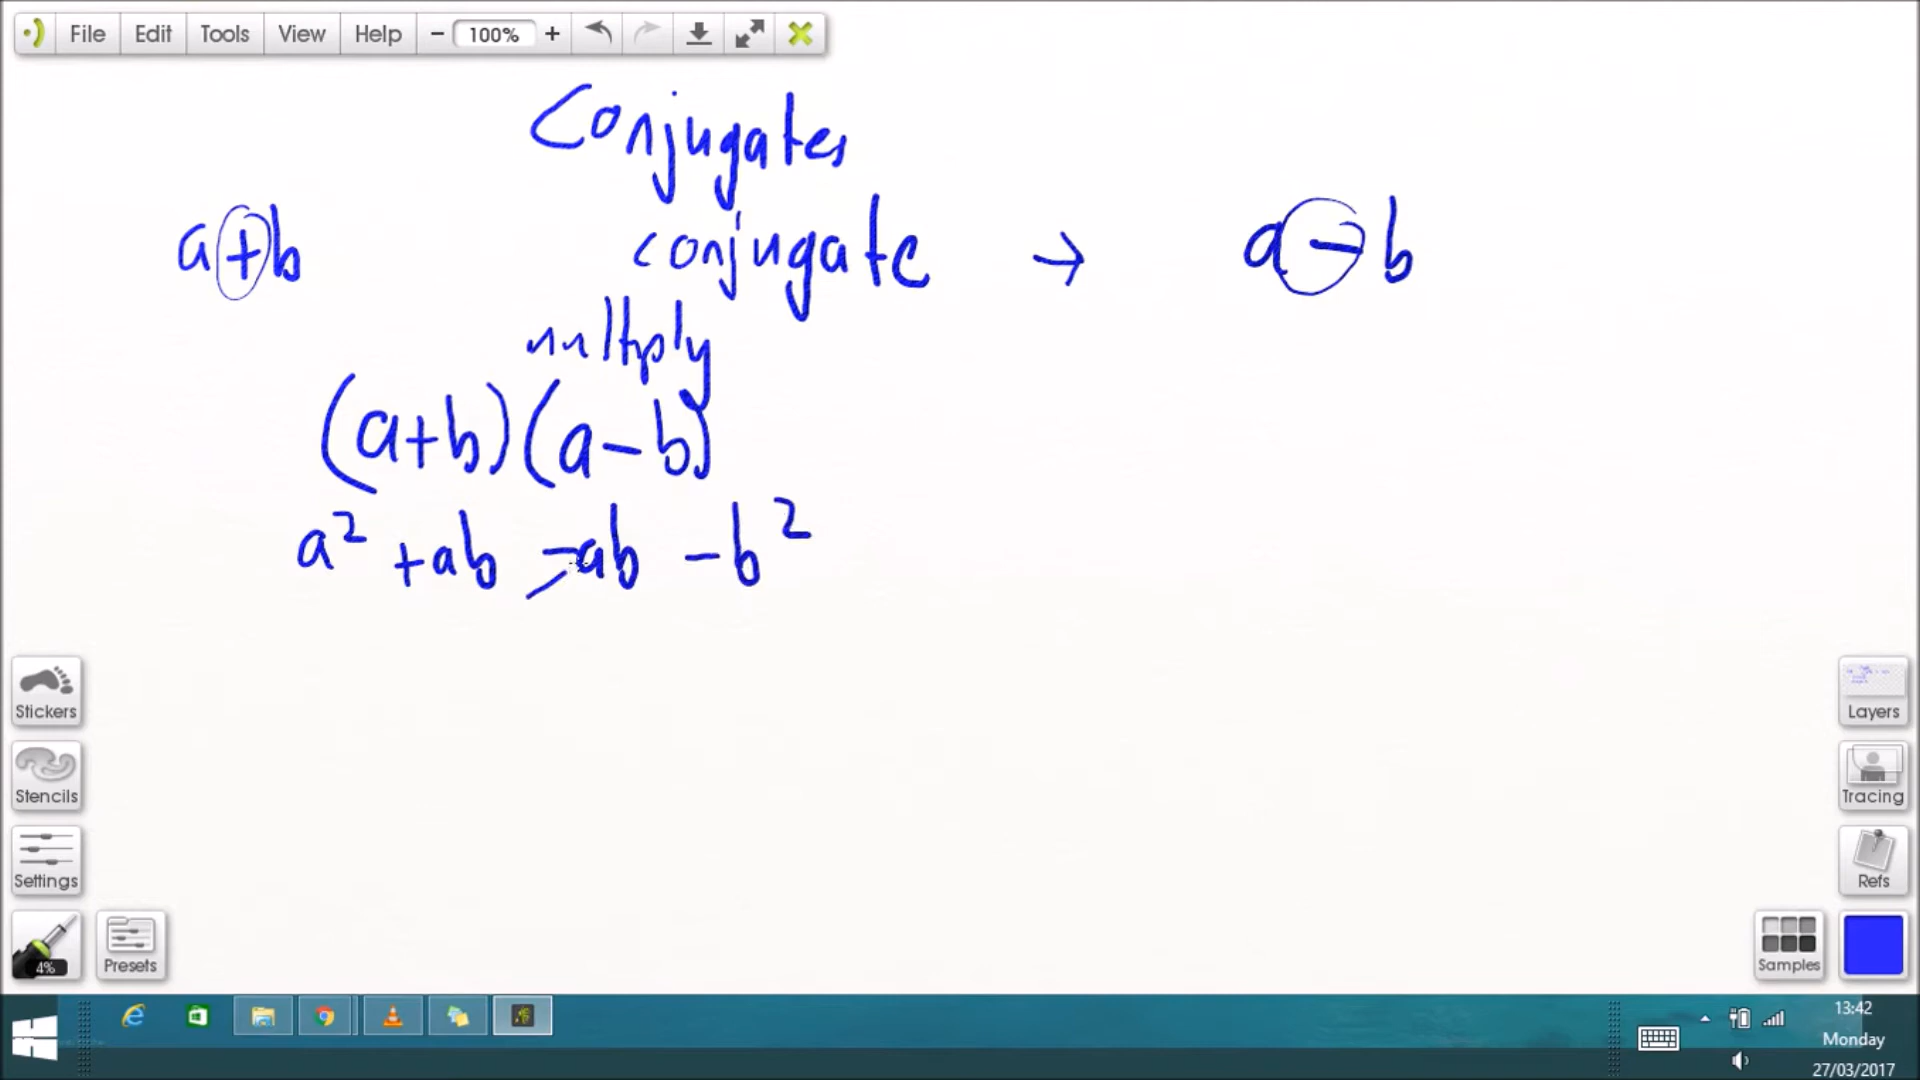 File Edit Tools View Help − 100% +
Conjugates
a+b conjugate → a−b
multiply
(a+b)(a−b)
a² +ab −ab −b²
Stickers
Layers
Stencils
Tracing
Settings
Refs
4% Presets
Samples
13:42
Monday
27/03/2017